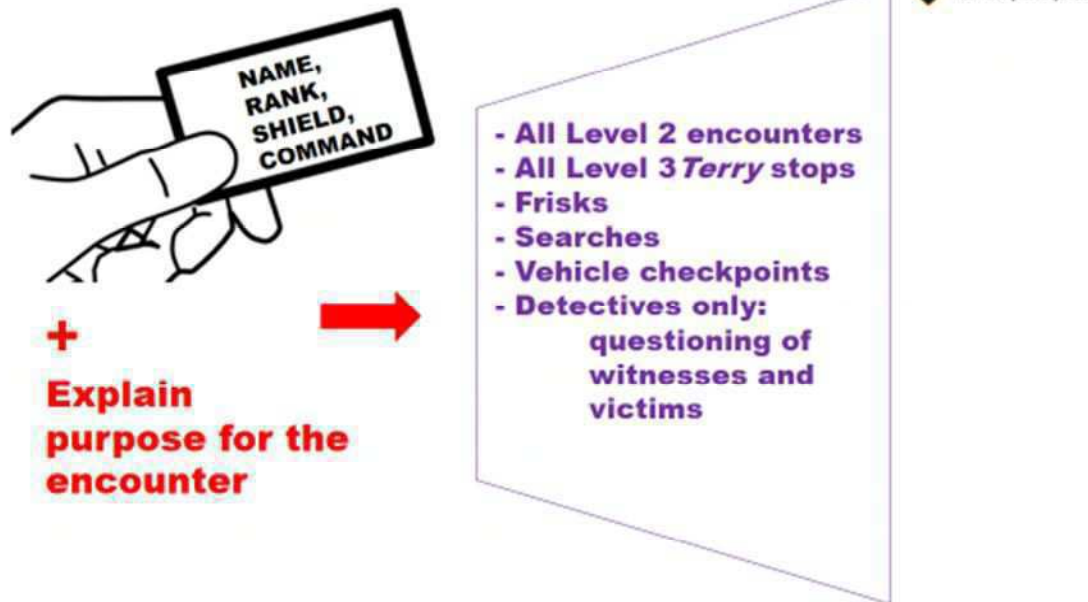 NAME,
RANK,
SHIELD,
COMMAND
+
Explain
purpose for the
encounter
- All Level 2 encounters
- All Level 3 Terry stops
- Frisks
- Searches
- Vehicle checkpoints
- Detectives only:
questioning of
witnesses and
victims